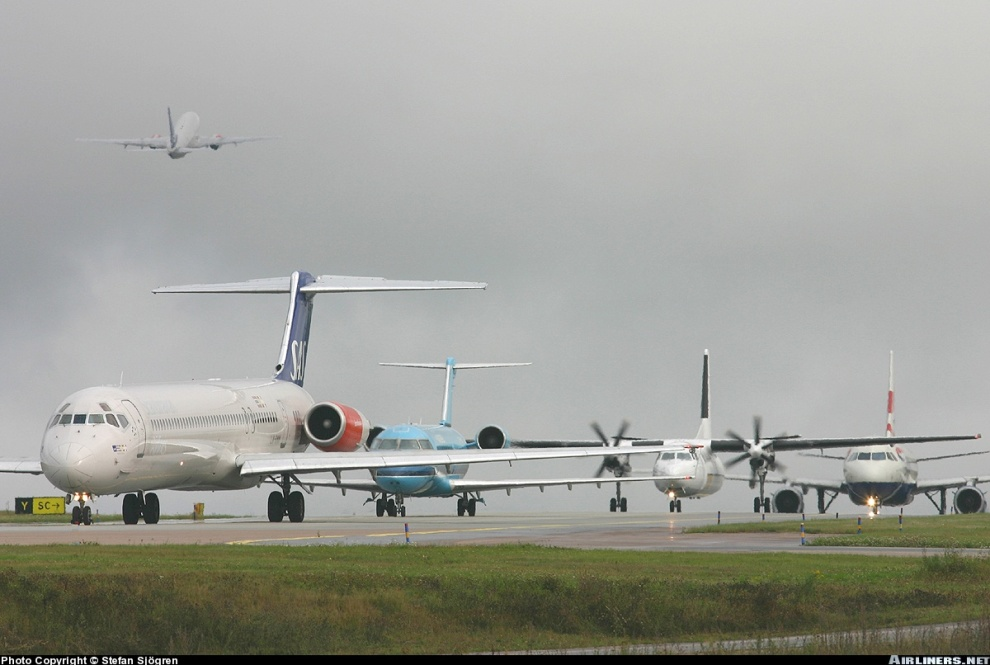 SAS
Y SC→
Photo Copyright © Stefan Sjögren
AIRLINERS.NET